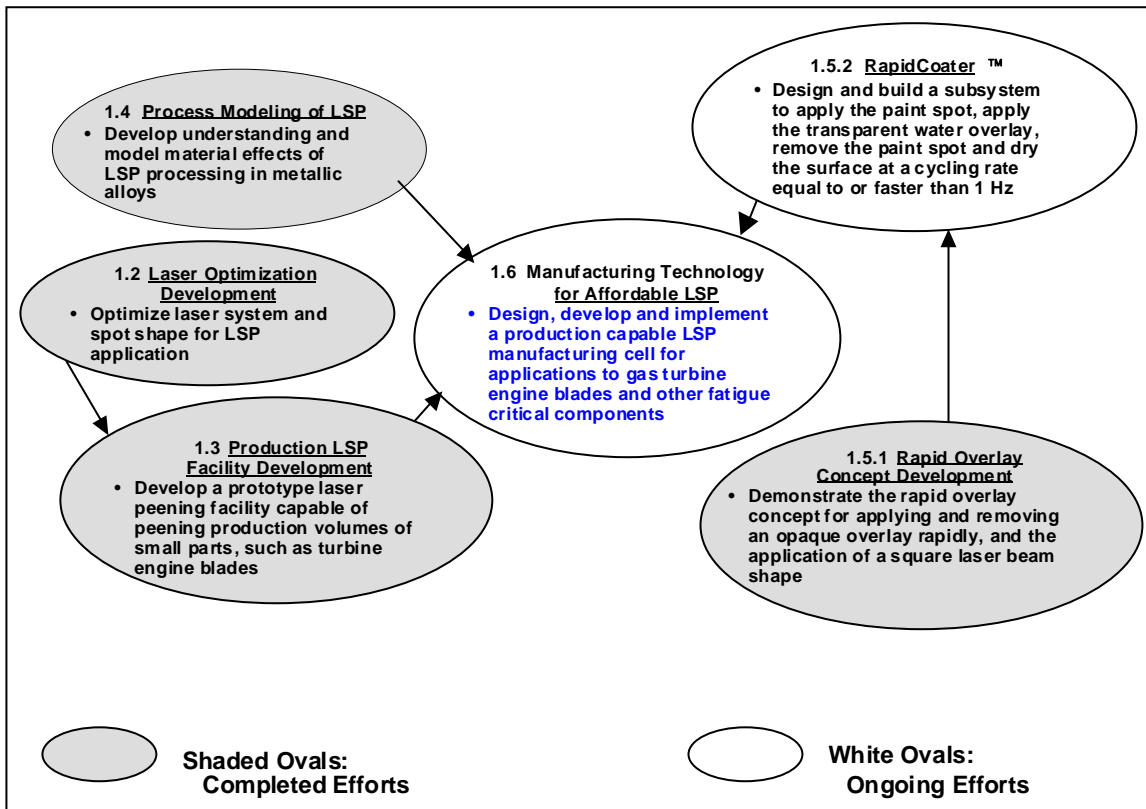 1.4 Process Modeling of LSP
• Develop understanding and
model material effects of
LSP processing in metallic
alloys
1.5.2 RapidCoater ™
• Design and build a subsystem
to apply the paint spot, apply
the transparent water overlay,
remove the paint spot and dry
the surface at a cycling rate
equal to or faster than 1 Hz
1.2 Laser Optimization
Development
• Optimize laser system and
spot shape for LSP
application
1.6 Manufacturing Technology
for Affordable LSP
• Design, develop and implement
a production capable LSP
manufacturing cell for
applications to gas turbine
engine blades and other fatigue
critical components
1.3 Production LSP
Facility Development
• Develop a prototype laser
peening facility capable of
peening production volumes of
small parts, such as turbine
engine blades
1.5.1 Rapid Overlay
Concept Development
• Demonstrate the rapid overlay
concept for applying and removing
an opaque overlay rapidly, and the
application of a square laser beam
shape
Shaded Ovals:
Completed Efforts
White Ovals:
Ongoing Efforts